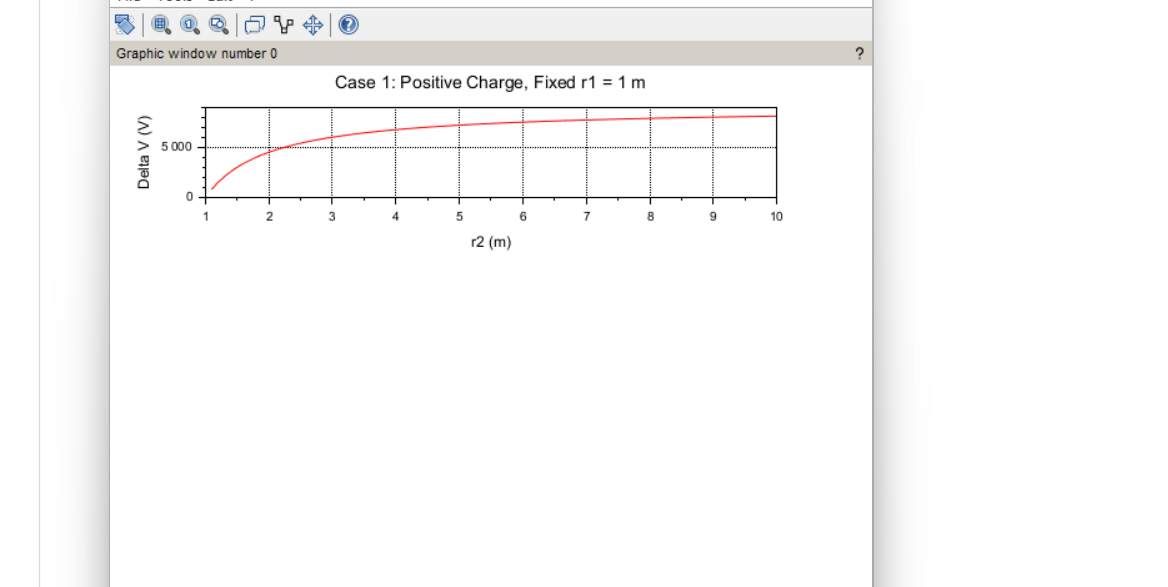 Graphic window number 0
?
Case 1: Positive Charge, Fixed r1 = 1 m
Delta V (V)
5 000
0
1 2 3 4 5 6 7 8 9 10
r2 (m)